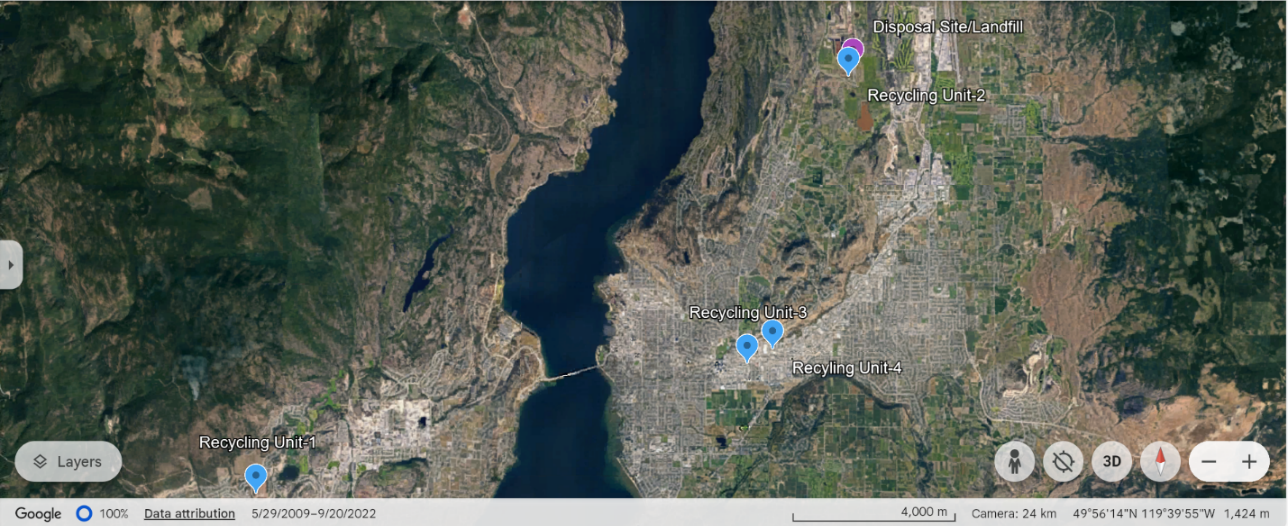 Disposal Site/Landfill
Recycling Unit-2
Recycling Unit-3
Recyling Unit-4
Recycling Unit-1
Layers
3D
Google 100% Data attribution 5/29/2009–9/20/2022 4,000 m Camera: 24 km 49°56'14"N 119°39'55"W 1,424 m